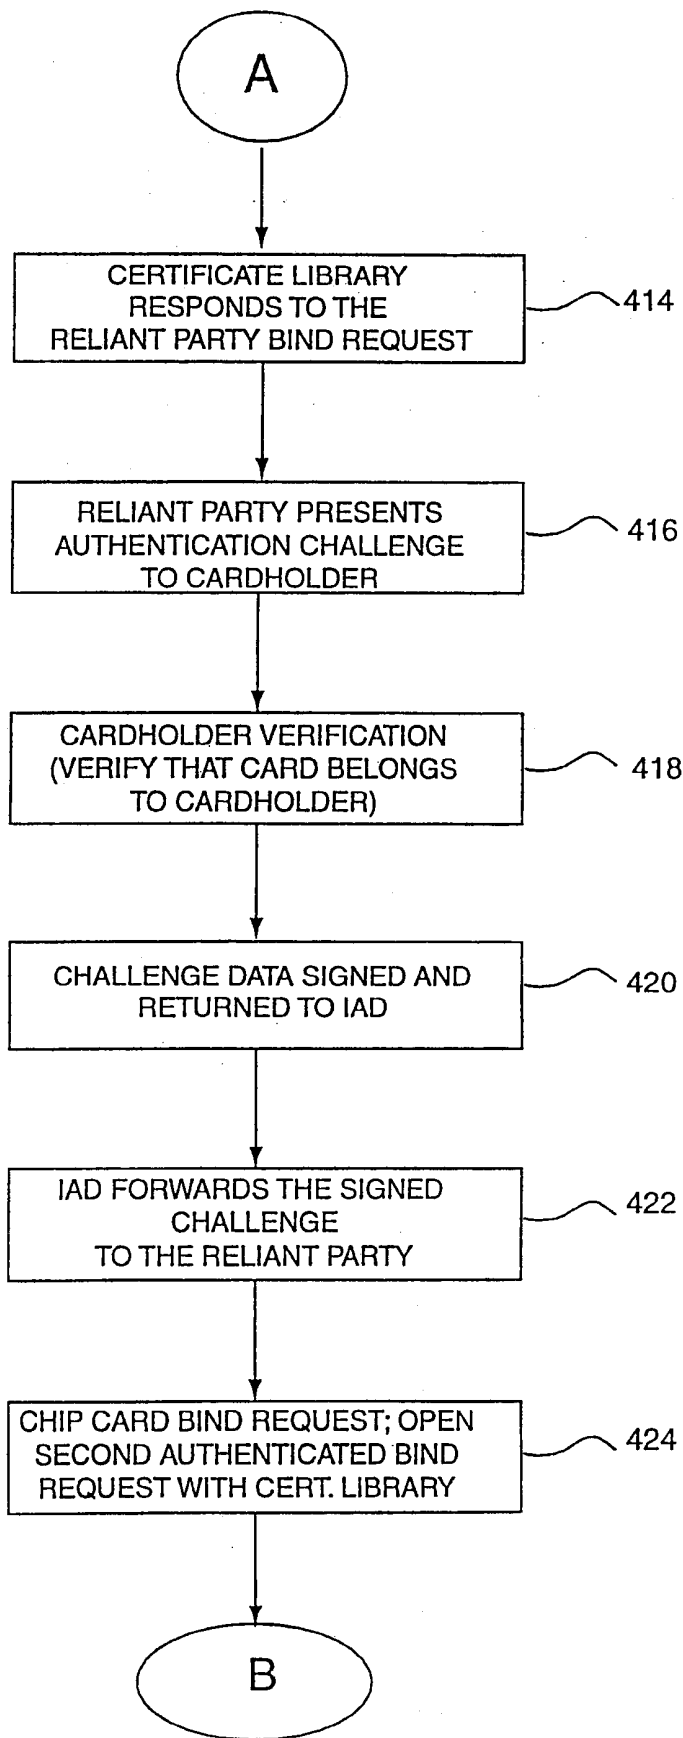 A
CERTIFICATE LIBRARY
RESPONDS TO THE
RELIANT PARTY BIND REQUEST
414
RELIANT PARTY PRESENTS
AUTHENTICATION CHALLENGE
TO CARDHOLDER
416
CARDHOLDER VERIFICATION
(VERIFY THAT CARD BELONGS
TO CARDHOLDER)
418
CHALLENGE DATA SIGNED AND
RETURNED TO IAD
420
IAD FORWARDS THE SIGNED
CHALLENGE
TO THE RELIANT PARTY
422
CHIP CARD BIND REQUEST; OPEN
SECOND AUTHENTICATED BIND
REQUEST WITH CERT. LIBRARY
424
B